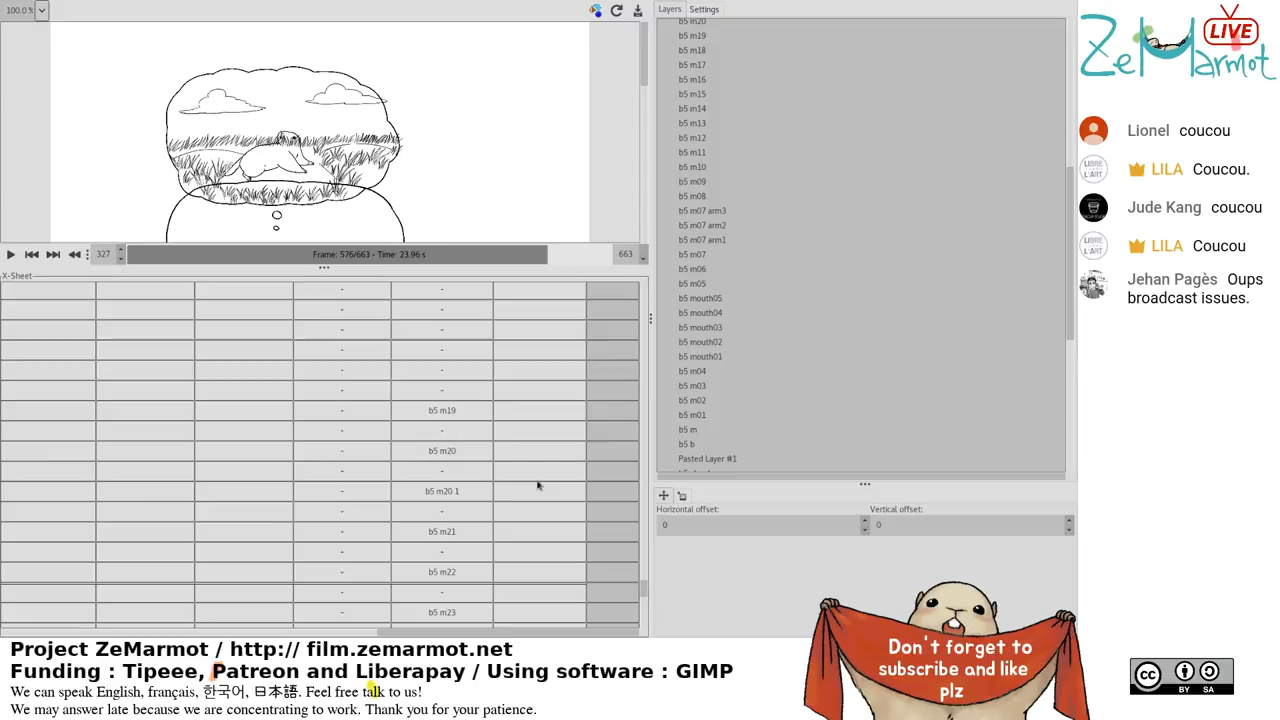 100.0 %
Layers Settings
b5 m20
b5 m19
b5 m18
b5 m17
b5 m16
b5 m15
b5 m14
b5 m13
b5 m12
b5 m11
b5 m10
b5 m09
b5 m08
b5 m07 arm3
b5 m07 arm2
b5 m07 arm1
b5 m07
b5 m06
b5 m05
b5 mouth05
b5 mouth04
b5 mouth03
b5 mouth02
b5 mouth01
b5 m04
b5 m03
b5 m02
b5 m01
b5 m
b5 b
Pasted Layer #1
327
Frame: 576/663 - Time: 23.96 s
663
X-Sheet
b5 m19
b5 m20
b5 m20 1
b5 m21
b5 m22
b5 m23
Horizontal offset:
0
Vertical offset:
0
ZeMarmot
LIVE
Lionel coucou
LIBRE
L'ART
LILA Coucou.
Jude Kang coucou
LIBRE
L'ART
LILA Coucou
Jehan Pagès Oups
broadcast issues.
Project ZeMarmot / http:// film.zemarmot.net
Funding : Tipeee, Patreon and Liberapay / Using software : GIMP
We can speak English, français, 한국어, 日本語. Feel free talk to us!
We may answer late because we are concentrating to work. Thank you for your patience.
Don't forget to
subscribe and like
plz
CC
BY SA